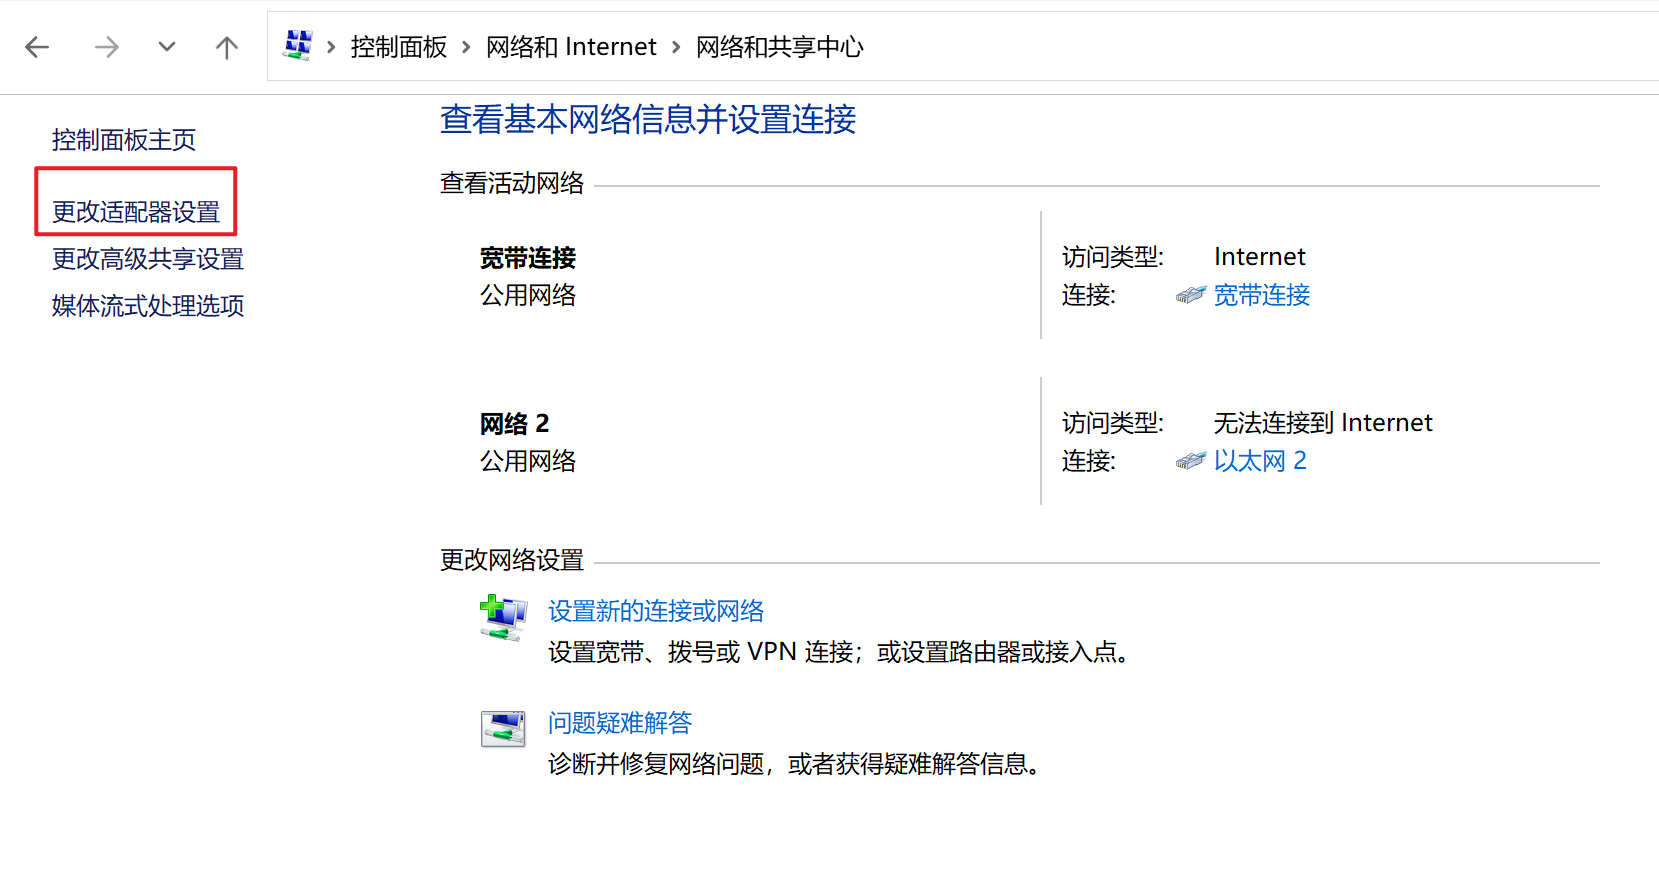 控制面板 > 网络和 Internet > 网络和共享中心
控制面板主页
更改适配器设置
更改高级共享设置
媒体流式处理选项
查看基本网络信息并设置连接
查看活动网络
宽带连接
公用网络
访问类型: Internet
连接: 宽带连接
网络 2
公用网络
访问类型: 无法连接到 Internet
连接: 以太网 2
更改网络设置
设置新的连接或网络
设置宽带、拨号或 VPN 连接；或设置路由器或接入点。
问题疑难解答
诊断并修复网络问题，或者获得疑难解答信息。